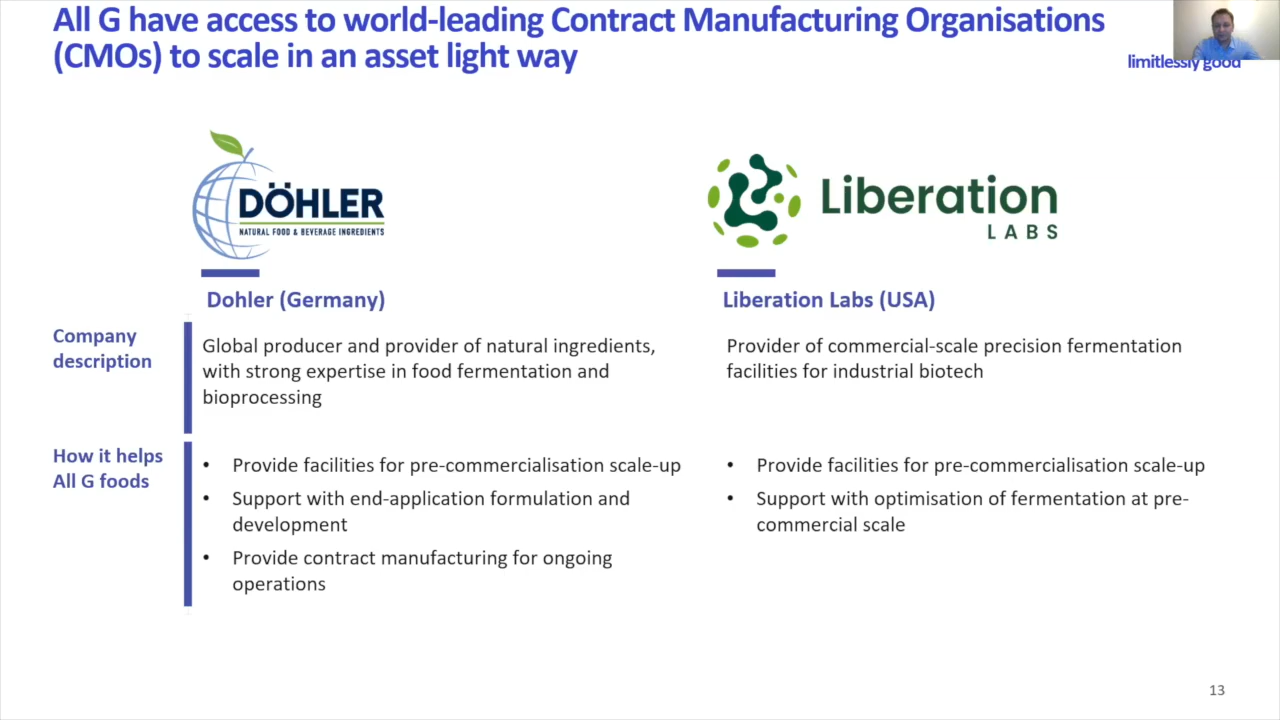 All G have access to world-leading Contract Manufacturing Organisations
(CMOs) to scale in an asset light way
limitlessly good
DÖHLER
NATURAL FOOD & BEVERAGE INGREDIENTS
Liberation
LABS
Dohler (Germany)
Liberation Labs (USA)
Company
description
Global producer and provider of natural ingredients,
with strong expertise in food fermentation and
bioprocessing
Provider of commercial-scale precision fermentation
facilities for industrial biotech
How it helps
All G foods
• Provide facilities for pre-commercialisation scale-up
• Support with end-application formulation and
development
• Provide contract manufacturing for ongoing
operations
• Provide facilities for pre-commercialisation scale-up
• Support with optimisation of fermentation at pre-
commercial scale
13